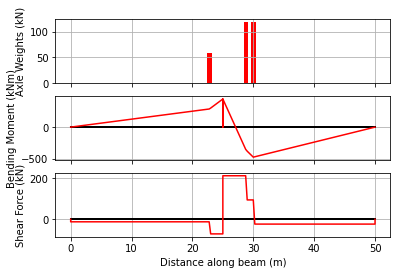 Axle Weights (kN)
100
50
0
Bending Moment (kNm)
0
−500
Shear Force (kN)
200
0
0 10 20 30 40 50
Distance along beam (m)